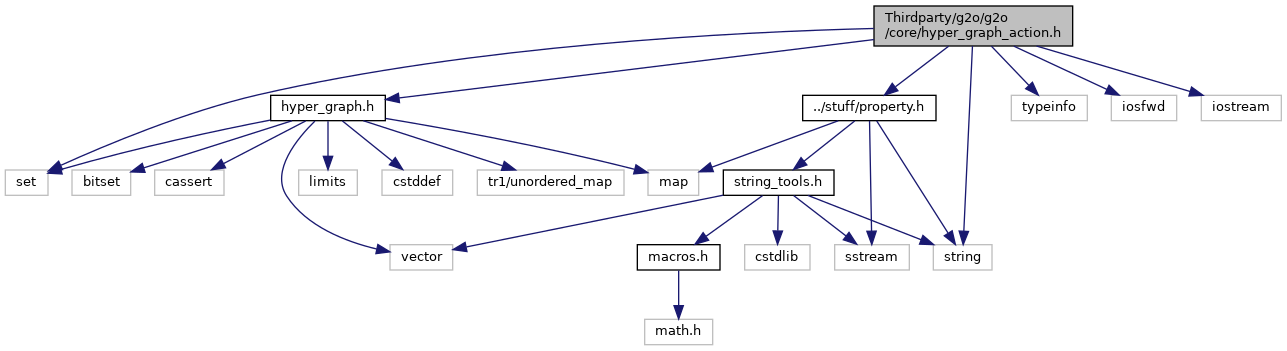 Thirdparty/g2o/g2o
/core/hyper_graph_action.h
hyper_graph.h
../stuff/property.h
typeinfo
iosfwd
iostream
set
bitset
cassert
limits
cstddef
tr1/unordered_map
map
string_tools.h
vector
macros.h
cstdlib
sstream
string
math.h